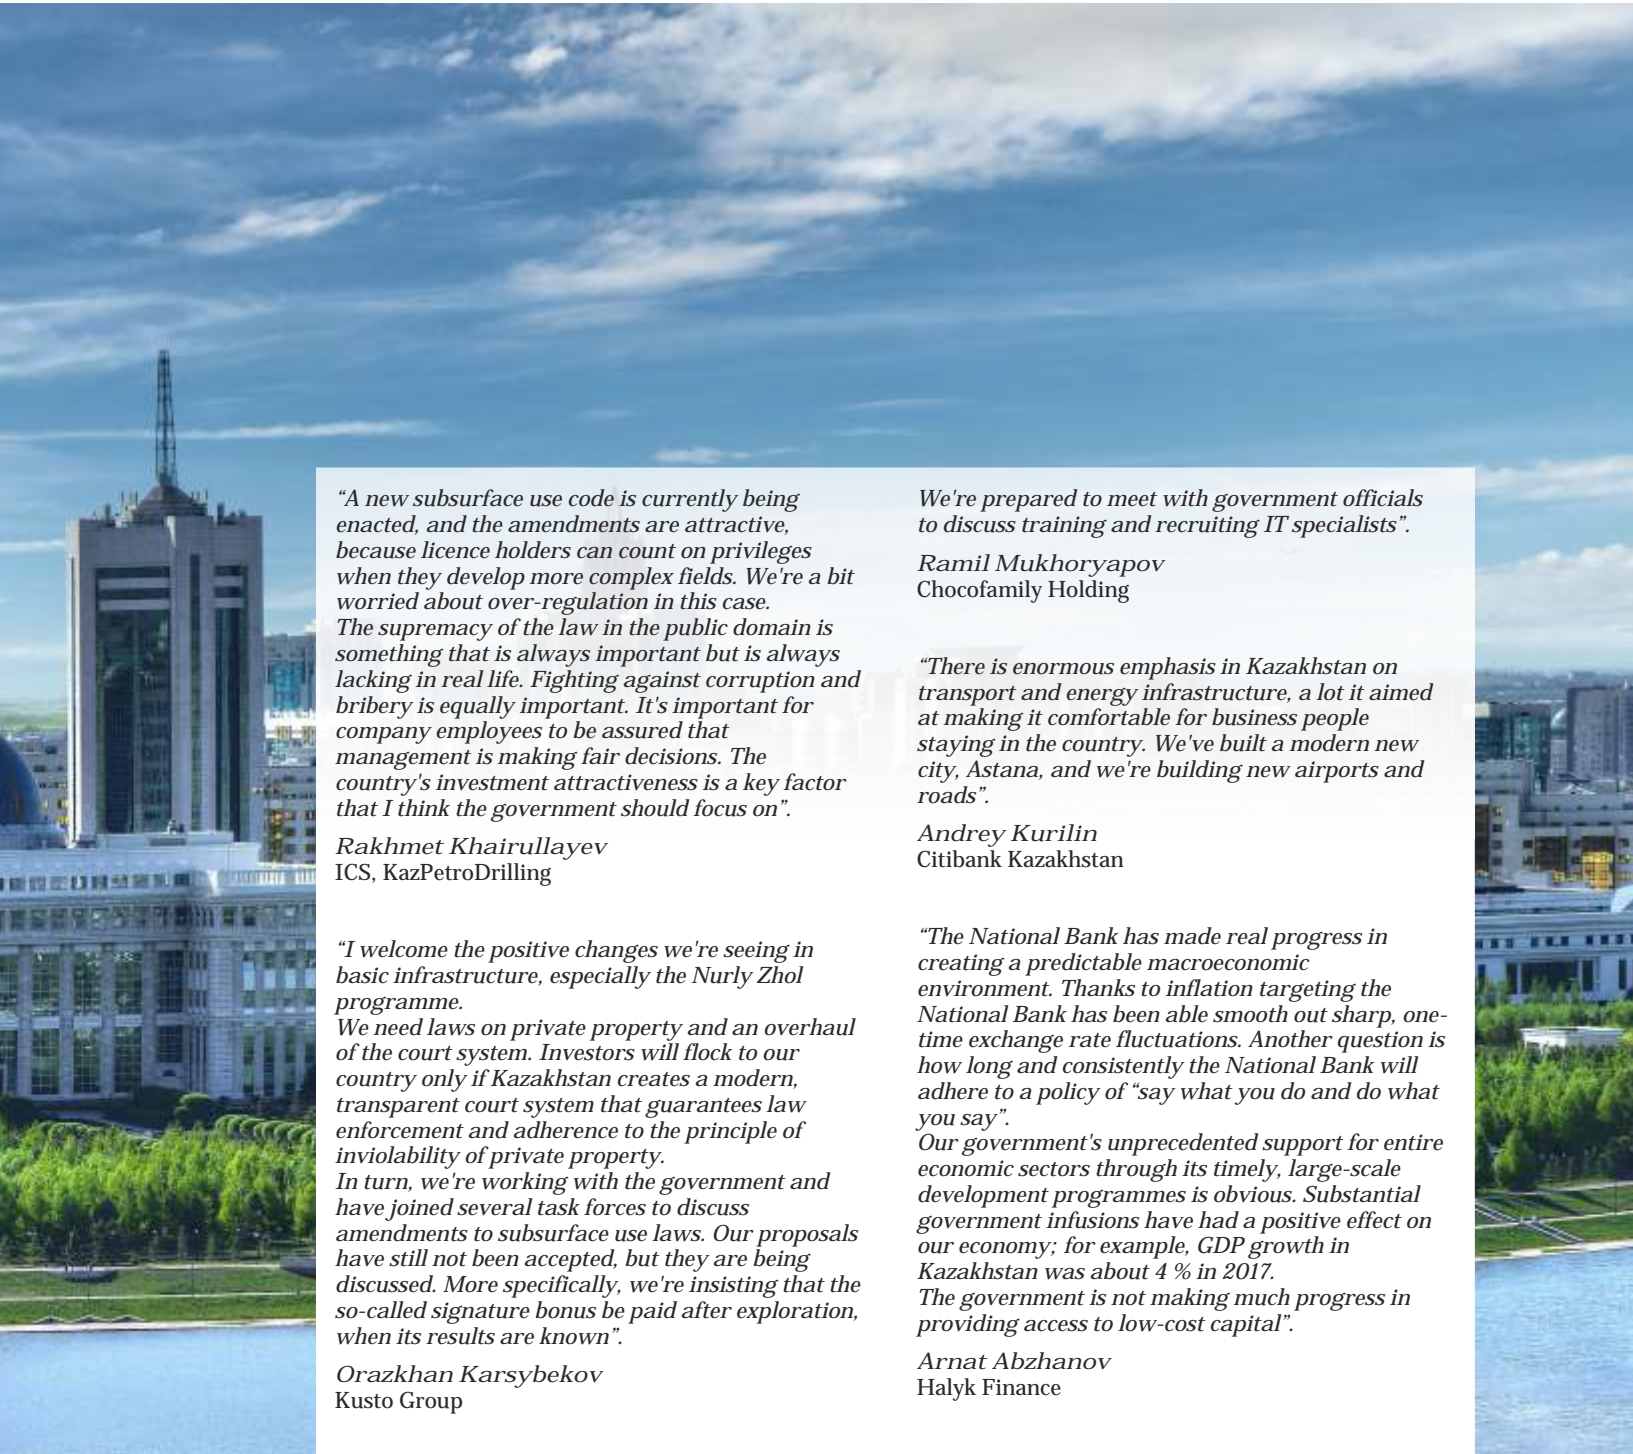 “A new subsurface use code is currently being
enacted, and the amendments are attractive,
because licence holders can count on privileges
when they develop more complex fields. We're a bit
worried about over-regulation in this case.
The supremacy of the law in the public domain is
something that is always important but is always
lacking in real life. Fighting against corruption and
bribery is equally important. It's important for
company employees to be assured that
management is making fair decisions. The
country's investment attractiveness is a key factor
that I think the government should focus on”.
Rakhmet Khairullayev
ICS, KazPetroDrilling
“I welcome the positive changes we're seeing in
basic infrastructure, especially the Nurly Zhol
programme.
We need laws on private property and an overhaul
of the court system. Investors will flock to our
country only if Kazakhstan creates a modern,
transparent court system that guarantees law
enforcement and adherence to the principle of
inviolability of private property.
In turn, we're working with the government and
have joined several task forces to discuss
amendments to subsurface use laws. Our proposals
have still not been accepted, but they are being
discussed. More specifically, we're insisting that the
so-called signature bonus be paid after exploration,
when its results are known”.
Orazkhan Karsybekov
Kusto Group
We're prepared to meet with government officials
to discuss training and recruiting IT specialists”.
Ramil Mukhoryapov
Chocofamily Holding
“There is enormous emphasis in Kazakhstan on
transport and energy infrastructure, a lot it aimed
at making it comfortable for business people
staying in the country. We've built a modern new
city, Astana, and we're building new airports and
roads”.
Andrey Kurilin
Citibank Kazakhstan
“The National Bank has made real progress in
creating a predictable macroeconomic
environment. Thanks to inflation targeting the
National Bank has been able smooth out sharp, one-
time exchange rate fluctuations. Another question is
how long and consistently the National Bank will
adhere to a policy of “say what you do and do what
you say”.
Our government's unprecedented support for entire
economic sectors through its timely, large-scale
development programmes is obvious. Substantial
government infusions have had a positive effect on
our economy; for example, GDP growth in
Kazakhstan was about 4 % in 2017.
The government is not making much progress in
providing access to low-cost capital”.
Arnat Abzhanov
Halyk Finance